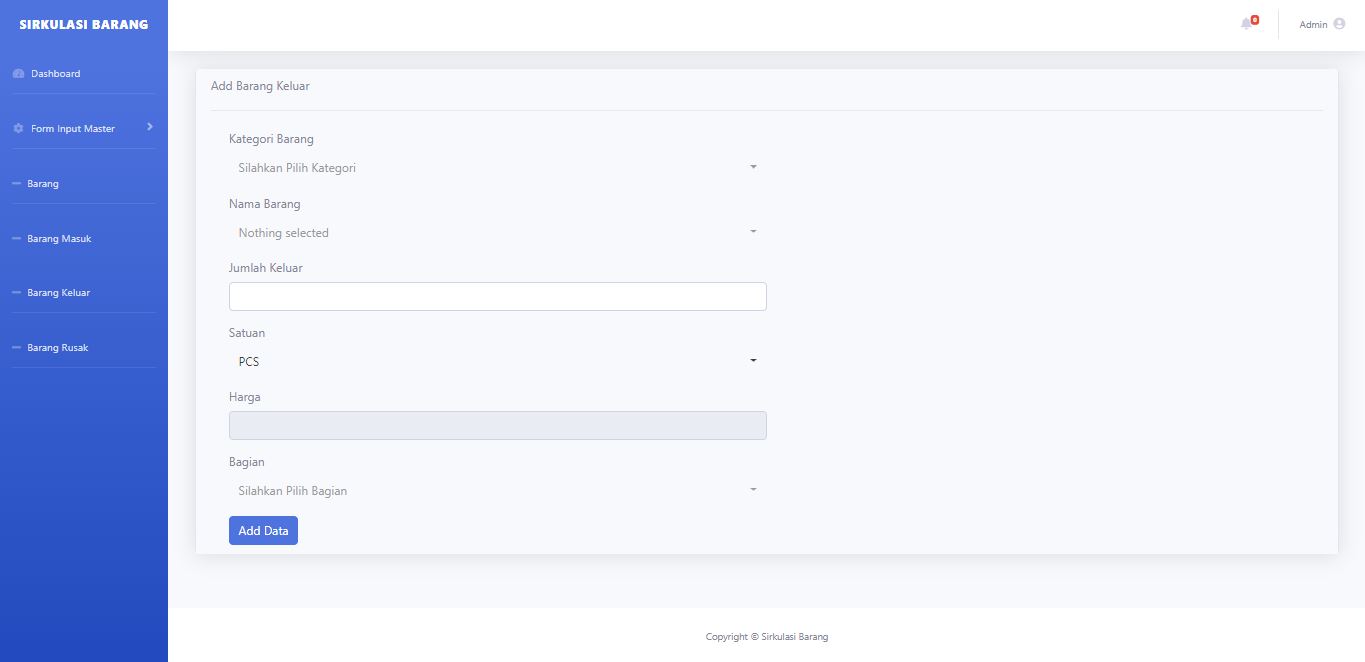 SIRKULASI BARANG
0
Admin
Dashboard
Form Input Master
Barang
Barang Masuk
Barang Keluar
Barang Rusak
Add Barang Keluar
Kategori Barang
Silahkan Pilih Kategori
Nama Barang
Nothing selected
Jumlah Keluar
Satuan
PCS
Harga
Bagian
Silahkan Pilih Bagian
Add Data
Copyright © Sirkulasi Barang